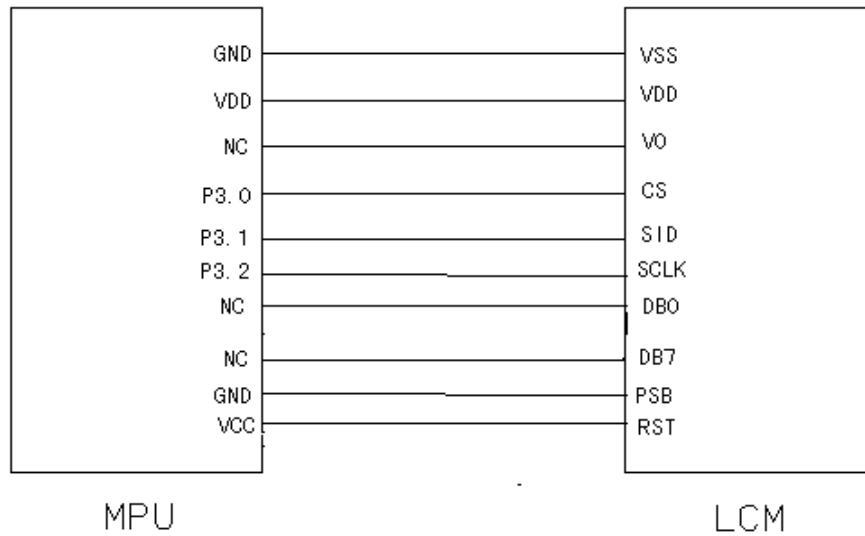 GND VSS
VDD VDD
NC VO
P3.0 CS
P3.1 SID
P3.2 SCLK
NC DB0
NC DB7
GND PSB
VCC RST
MPU LCM